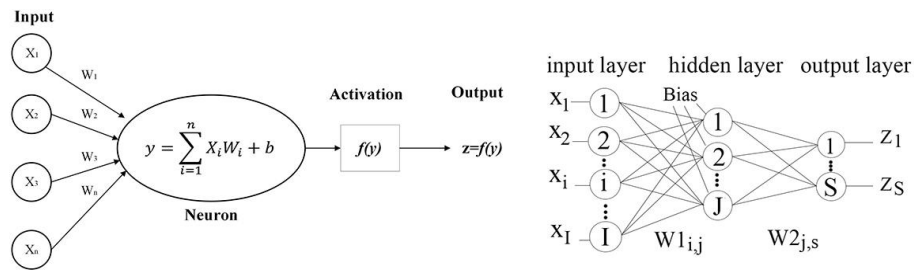 Input
X1
X2
X3
Xn
W1
W2
W3
Wn
y = ∑ⁿᵢ₌₁ XᵢWᵢ + b
Neuron
Activation
f(y)
Output
z=f(y)
input layer
hidden layer
output layer
Bias
x1
x2
xi
xI
1
2
i
I
1
2
J
1
S
z1
zS
W1i,j
W2j,s